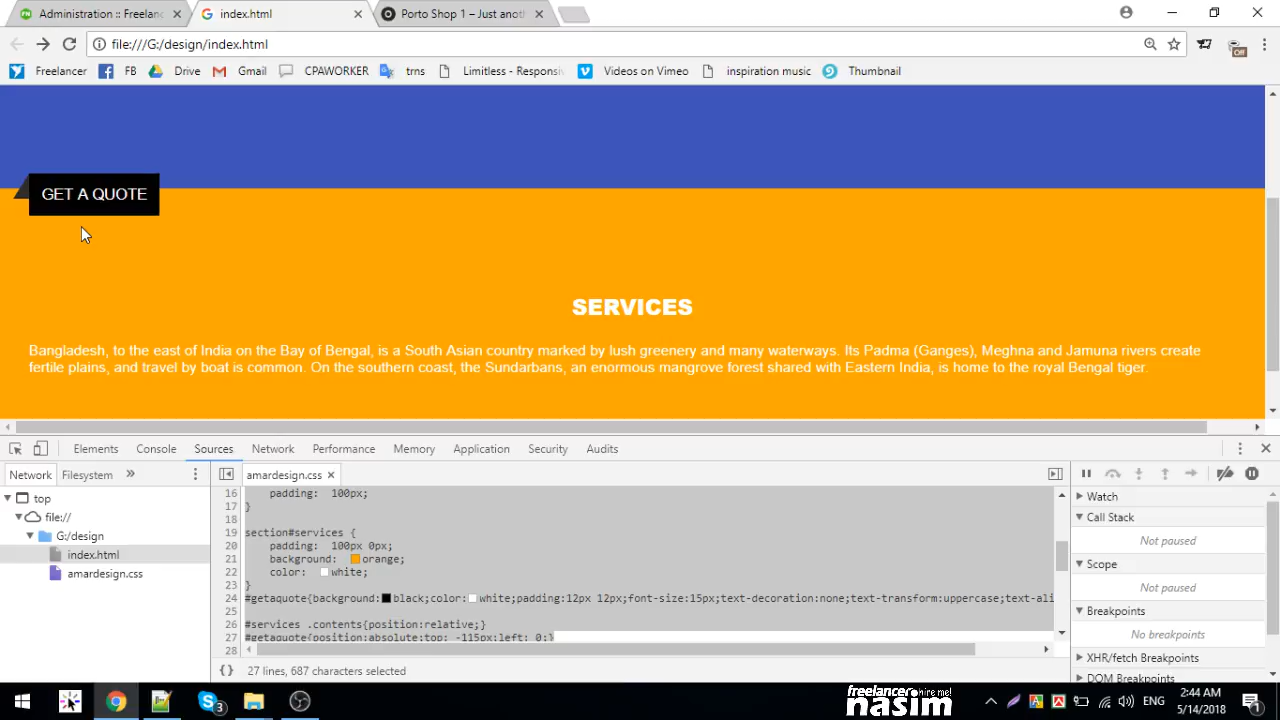 Administration :: Freelanc
index.html
Porto Shop 1 – Just anot
file:///G:/design/index.html
Freelancer
FB
Drive
Gmail
CPAWORKER
trns
Limitless - Responsiv
Videos on Vimeo
inspiration music
Thumbnail
Off
GET A QUOTE
SERVICES
Bangladesh, to the east of India on the Bay of Bengal, is a South Asian country marked by lush greenery and many waterways. Its Padma (Ganges), Meghna and Jamuna rivers create
fertile plains, and travel by boat is common. On the southern coast, the Sundarbans, an enormous mangrove forest shared with Eastern India, is home to the royal Bengal tiger.
Elements Console Sources Network Performance Memory Application Security Audits
Network Filesystem »
amardesign.css
top
file://
G:/design
index.html
amardesign.css
16 padding: 100px;
17 }
18
19 section#services {
20 padding: 100px 0px;
21 background: orange;
22 color: white;
23 }
24 #getaquote{background:black;color:white;padding:12px 12px;font-size:15px;text-decoration:none;text-transform:uppercase;text-ali
25
26 #services .contents{position:relative;}
27 #getaquote{position:absolute;top: -115px;left: 0;}
28
{ } 27 lines, 687 characters selected
Watch
Call Stack
Not paused
Scope
Not paused
Breakpoints
No breakpoints
XHR/fetch Breakpoints
DOM Breakpoints
3
freelancer hire me!
nasim
ENG
2:44 AM
5/14/2018
1